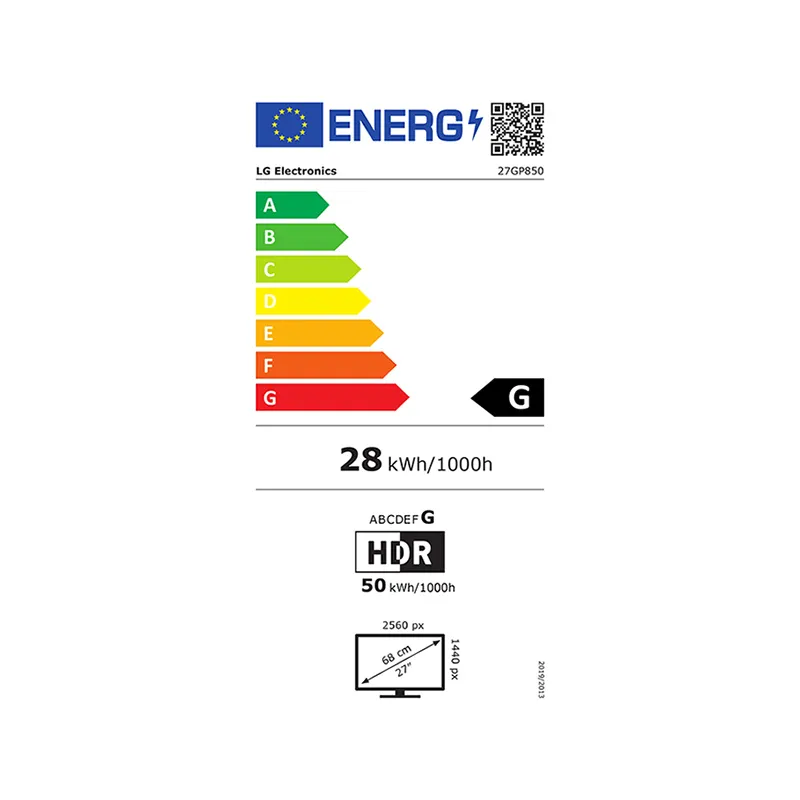 ENERG
LG Electronics 27GP850
A
B
C
D
E
F
G
G
28 kWh/1000h
ABCDEF G
HDR
50 kWh/1000h
2560 px
1440 px
68 cm
27"
2019/2013